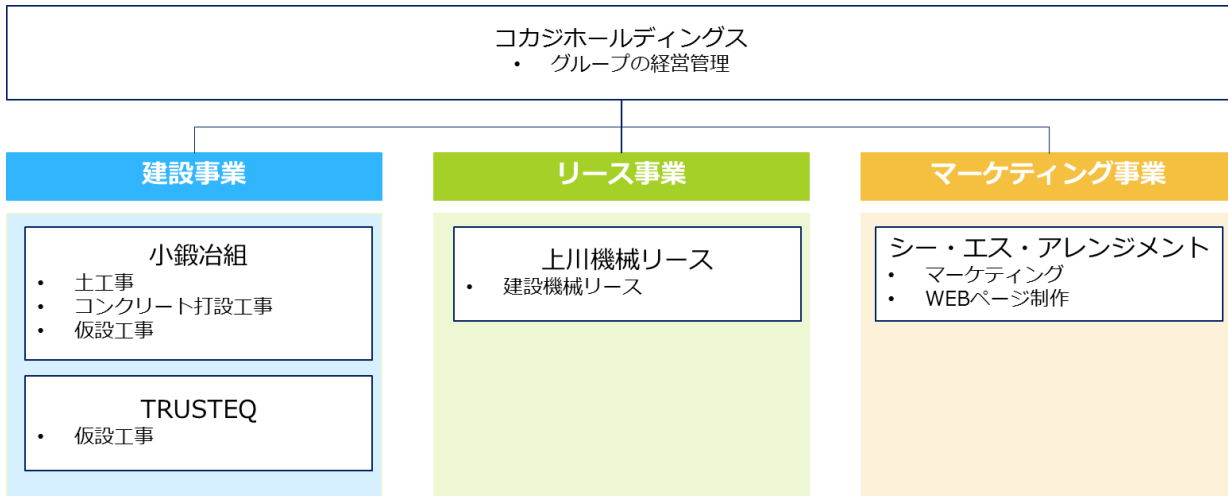 コカジホールディングス
• グループの経営管理
建設事業
小鍛冶組
• 土工事
• コンクリート打設工事
• 仮設工事
TRUSTEQ
• 仮設工事
リース事業
上川機械リース
• 建設機械リース
マーケティング事業
シー・エス・アレンジメント
• マーケティング
• WEBページ制作